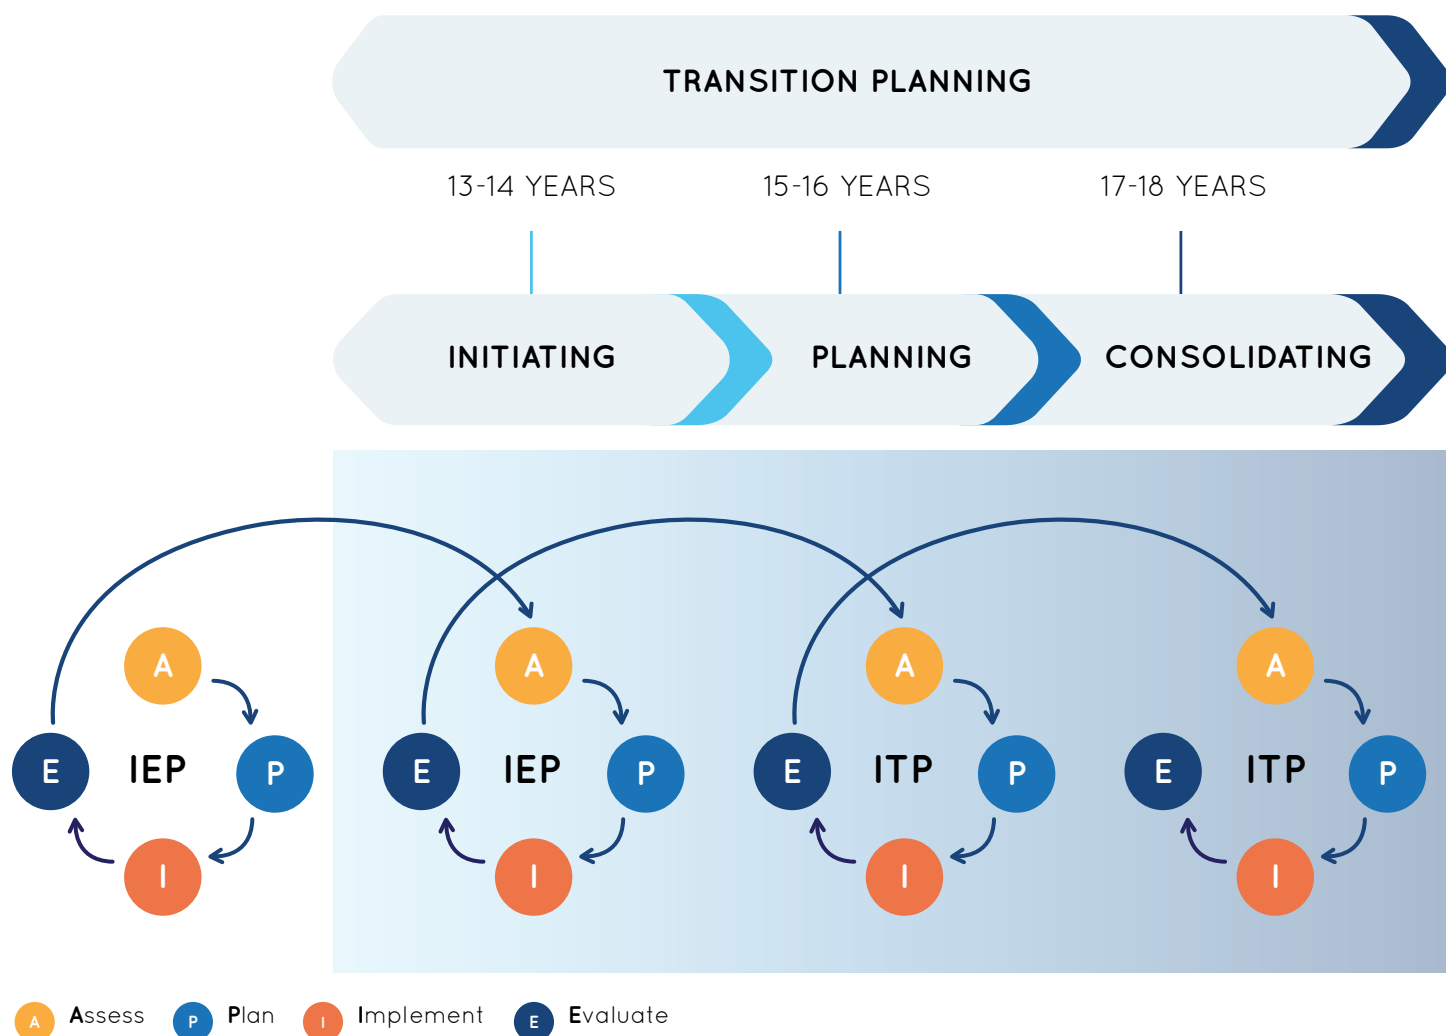 TRANSITION PLANNING
13-14 YEARS 15-16 YEARS 17-18 YEARS
INITIATING PLANNING CONSOLIDATING
A A A A
E IEP P E IEP P E ITP P E ITP P
I I I I
A Assess P Plan I Implement E Evaluate